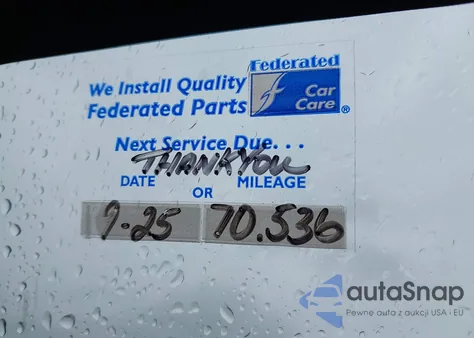 Federated
Car
Care®
We Install Quality
Federated Parts
Next Service Due...
THANK YOU
DATE OR MILEAGE
9-25 70.536
autaSnap
Pewne auta z aukcji USA i EU